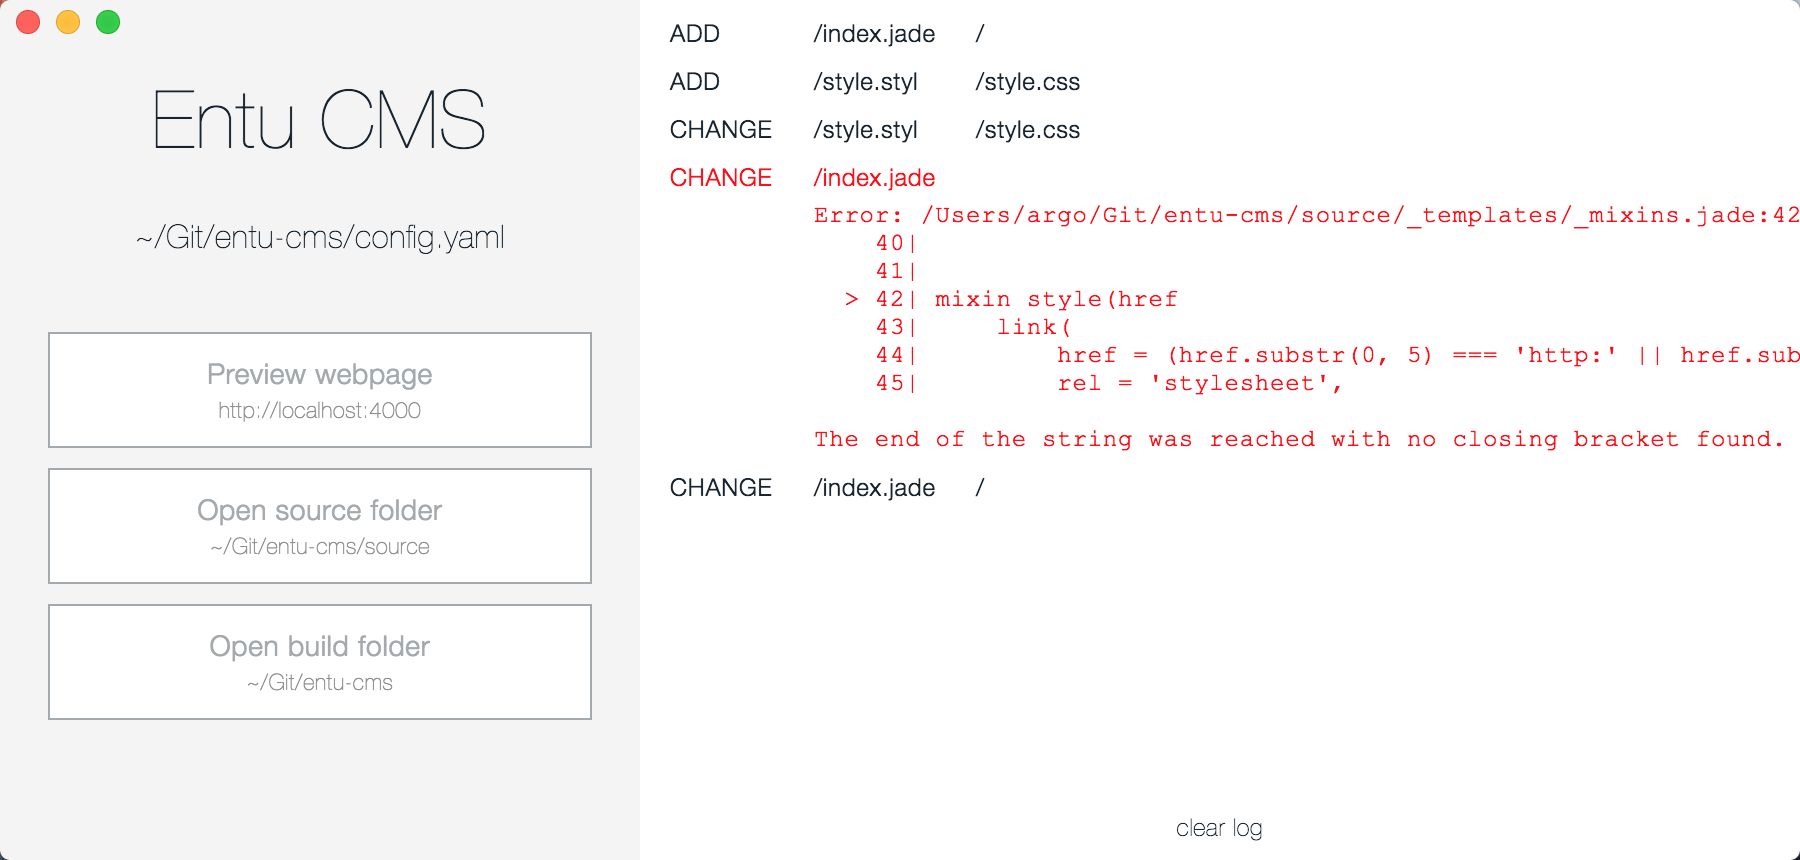 Entu CMS
~/Git/entu-cms/config.yaml
Preview webpage
http://localhost:4000
Open source folder
~/Git/entu-cms/source
Open build folder
~/Git/entu-cms
ADD /index.jade /
ADD /style.styl /style.css
CHANGE /style.styl /style.css
CHANGE /index.jade
Error: /Users/argo/Git/entu-cms/source/_templates/_mixins.jade:42
40|
41|
> 42| mixin style(href
43|     link(
44|         href = (href.substr(0, 5) === 'http:' || href.sub
45|         rel = 'stylesheet',
The end of the string was reached with no closing bracket found.
CHANGE /index.jade /
clear log